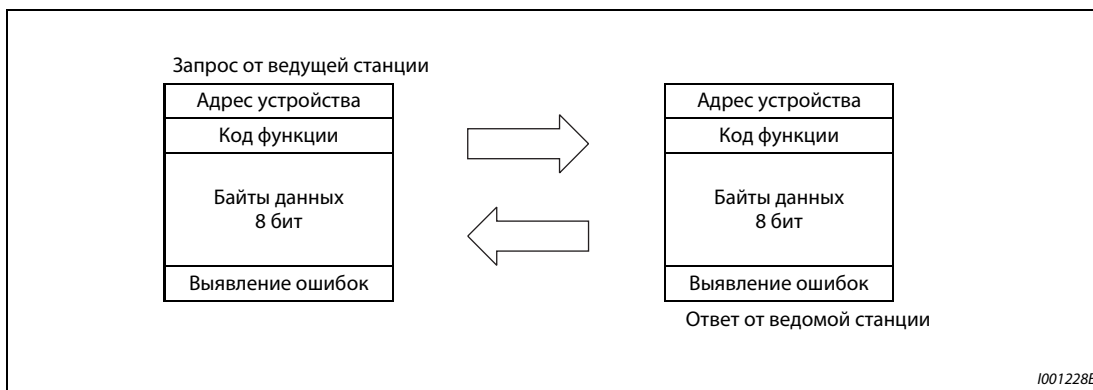 Запрос от ведущей станции
Адрес устройства
Код функции
Байты данных
8 бит
Выявление ошибок
Адрес устройства
Код функции
Байты данных
8 бит
Выявление ошибок
Ответ от ведомой станции
I001228E